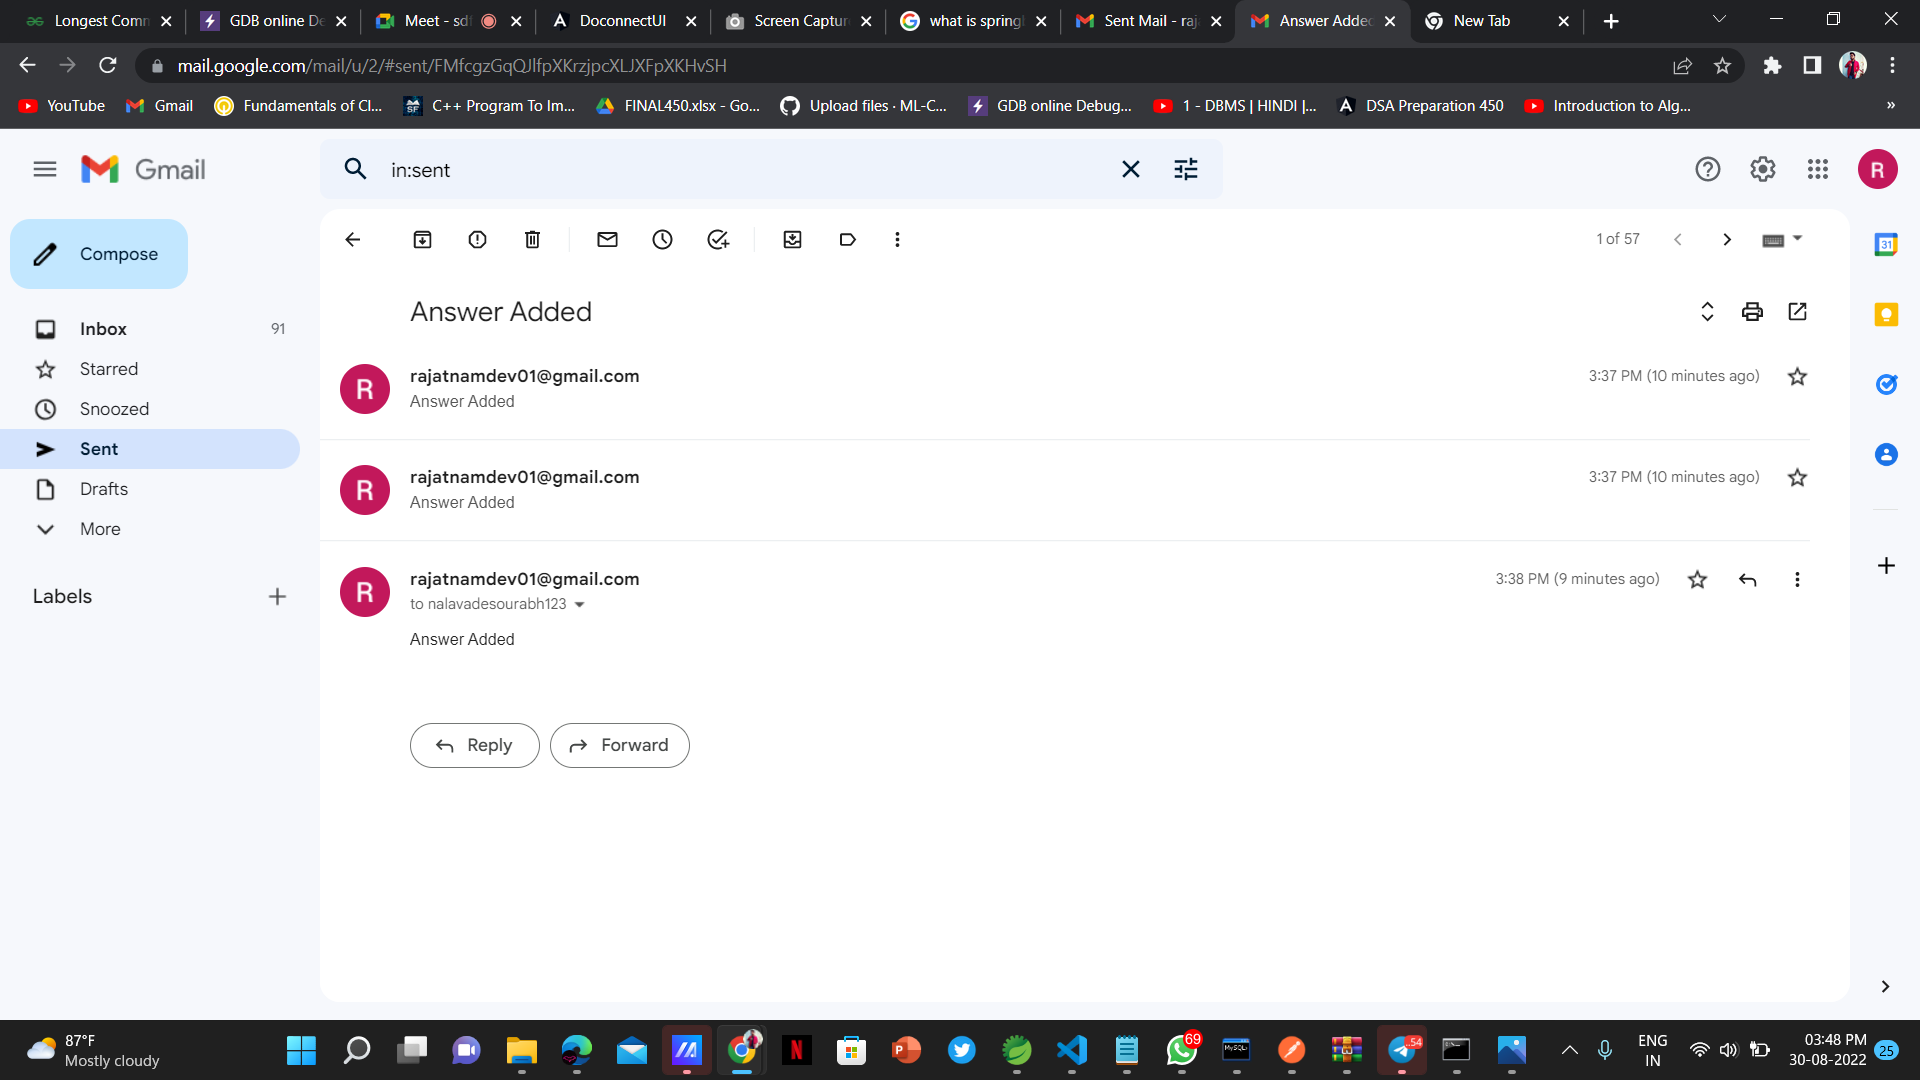 Longest Comm
GDB online De
Meet - sdf
DoconnectUI
Screen Captur
what is springb
Sent Mail - raj
Answer Added
New Tab
mail.google.com/mail/u/2/#sent/FMfcgzGqQJlfpXKrzjpcXLJXFpXKHvSH
YouTube
Gmail
Fundamentals of Cl...
C++ Program To Im...
FINAL450.xlsx - Go...
Upload files · ML-C...
GDB online Debug...
1 - DBMS | HINDI |...
DSA Preparation 450
Introduction to Alg...
»
Gmail
in:sent
R
Compose
1 of 57
31
Answer Added
Inbox 91
Starred
Snoozed
Sent
Drafts
More
Labels
R
rajatnamdev01@gmail.com
3:37 PM (10 minutes ago)
Answer Added
R
rajatnamdev01@gmail.com
3:37 PM (10 minutes ago)
Answer Added
R
rajatnamdev01@gmail.com
3:38 PM (9 minutes ago)
to nalavadesourabh123
Answer Added
Reply
Forward
87°F
Mostly cloudy
N
P
69
MySQL
..54
ENG
IN
03:48 PM
30-08-2022
25